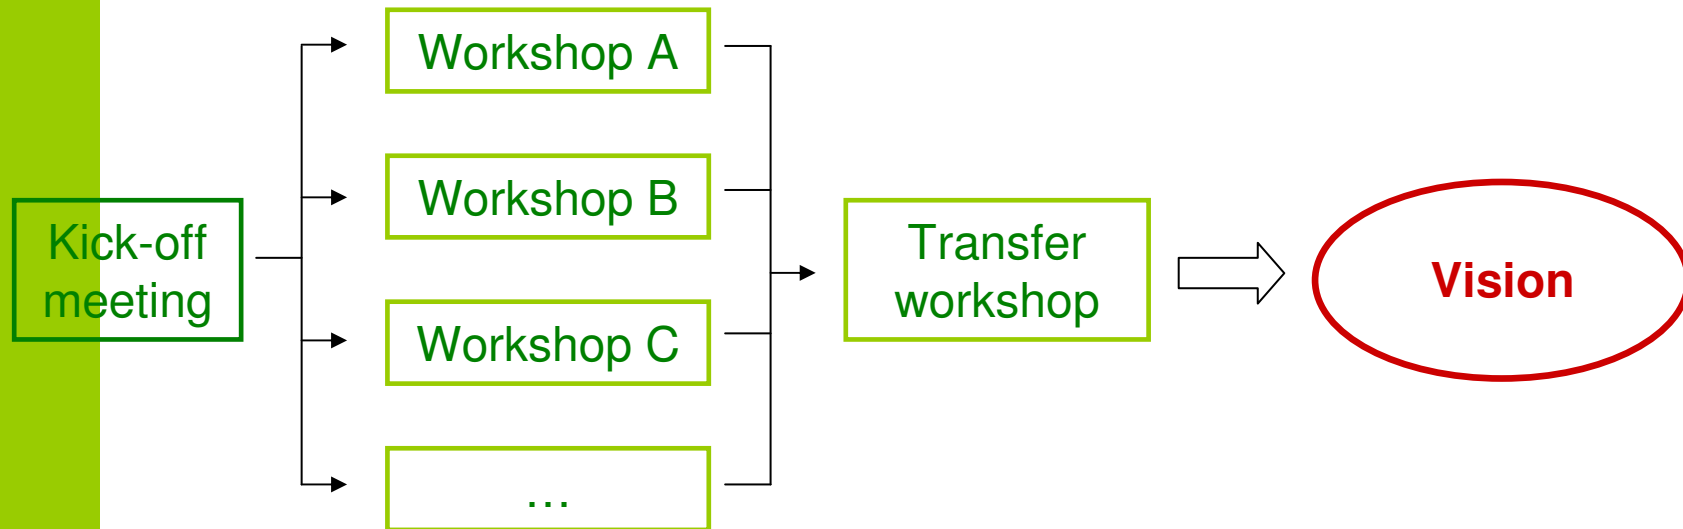 Kick-off
meeting
Workshop A
Workshop B
Workshop C
...
Transfer
workshop
Vision